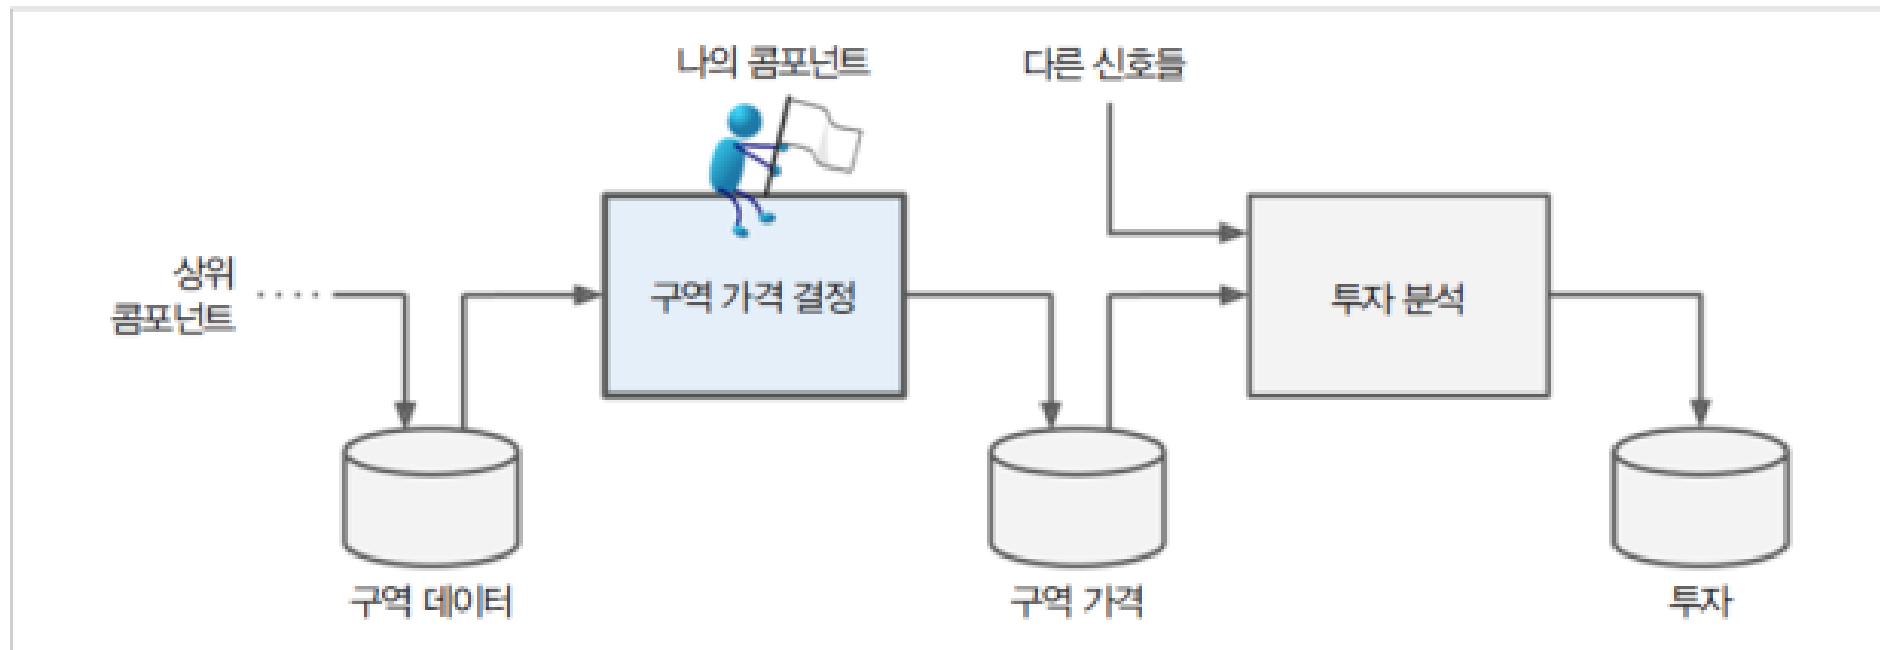 나의 콤포넌트
다른 신호들
상위
콤포넌트
구역 가격 결정
투자 분석
구역 데이터
구역 가격
투자